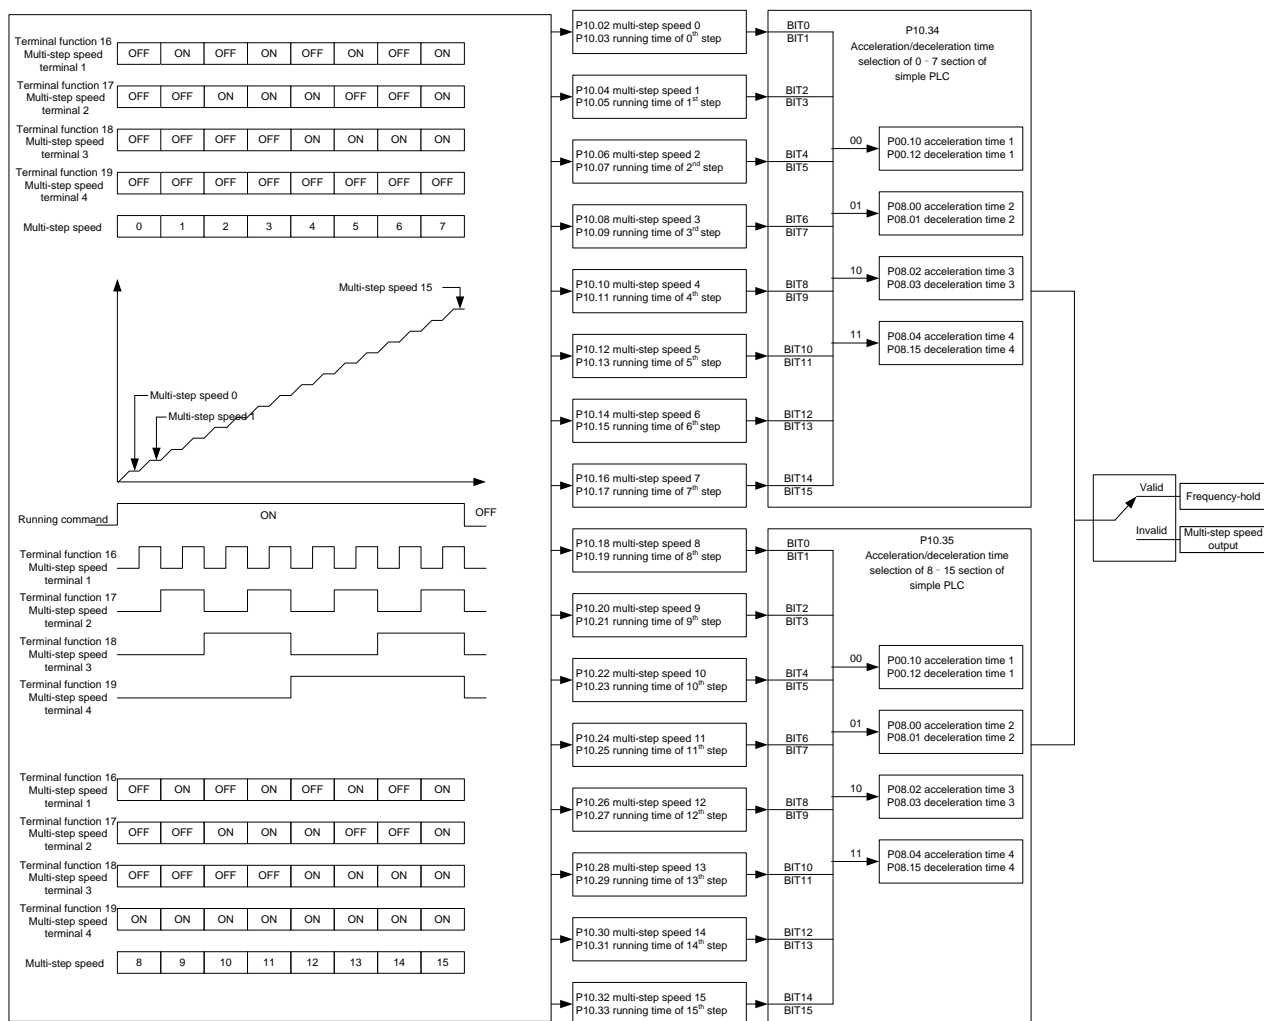 Terminal function 16
Multi-step speed
terminal 1
OFF ON OFF ON OFF ON OFF ON
Terminal function 17
Multi-step speed
terminal 2
OFF OFF ON ON OFF OFF ON ON
Terminal function 18
Multi-step speed
terminal 3
OFF OFF OFF OFF ON ON ON ON
Terminal function 19
Multi-step speed
terminal 4
OFF OFF OFF OFF OFF OFF OFF OFF
Multi-step speed
0 1 2 3 4 5 6 7
Multi-step speed 15
Multi-step speed 0
Multi-step speed 1
Running command
ON
OFF
Terminal function 16
Multi-step speed
terminal 1
Terminal function 17
Multi-step speed
terminal 2
Terminal function 18
Multi-step speed
terminal 3
Terminal function 19
Multi-step speed
terminal 4
Terminal function 16
Multi-step speed
terminal 1
OFF ON OFF ON OFF ON OFF ON
Terminal function 17
Multi-step speed
terminal 2
OFF OFF ON ON OFF OFF ON ON
Terminal function 18
Multi-step speed
terminal 3
OFF OFF OFF OFF ON ON ON ON
Terminal function 19
Multi-step speed
terminal 4
ON ON ON ON ON ON ON ON
Multi-step speed
8 9 10 11 12 13 14 15
P10.02 multi-step speed 0
P10.03 running time of 0th step
BIT0
BIT1
P10.04 multi-step speed 1
P10.05 running time of 1st step
BIT2
BIT3
P10.06 multi-step speed 2
P10.07 running time of 2nd step
BIT4
BIT5
P10.08 multi-step speed 3
P10.09 running time of 3rd step
BIT6
BIT7
P10.10 multi-step speed 4
P10.11 running time of 4th step
BIT8
BIT9
P10.12 multi-step speed 5
P10.13 running time of 5th step
BIT10
BIT11
P10.14 multi-step speed 6
P10.15 running time of 6th step
BIT12
BIT13
P10.16 multi-step speed 7
P10.17 running time of 7th step
BIT14
BIT15
P10.18 multi-step speed 8
P10.19 running time of 8th step
BIT0
BIT1
P10.20 multi-step speed 9
P10.21 running time of 9th step
BIT2
BIT3
P10.22 multi-step speed 10
P10.23 running time of 10th step
BIT4
BIT5
P10.24 multi-step speed 11
P10.25 running time of 11th step
BIT6
BIT7
P10.26 multi-step speed 12
P10.27 running time of 12th step
BIT8
BIT9
P10.28 multi-step speed 13
P10.29 running time of 13th step
BIT10
BIT11
P10.30 multi-step speed 14
P10.31 running time of 14th step
BIT12
BIT13
P10.32 multi-step speed 15
P10.33 running time of 15th step
BIT14
BIT15
P10.34
Acceleration/deceleration time
selection of 0 - 7 section of
simple PLC
00
P00.10 acceleration time 1
P00.12 deceleration time 1
01
P08.00 acceleration time 2
P08.01 deceleration time 2
10
P08.02 acceleration time 3
P08.03 deceleration time 3
11
P08.04 acceleration time 4
P08.15 deceleration time 4
P10.35
Acceleration/deceleration time
selection of 8 - 15 section of
simple PLC
00
P00.10 acceleration time 1
P00.12 deceleration time 1
01
P08.00 acceleration time 2
P08.01 deceleration time 2
10
P08.02 acceleration time 3
P08.03 deceleration time 3
11
P08.04 acceleration time 4
P08.15 deceleration time 4
Valid
Frequency-hold
Invalid
Multi-step speed
output